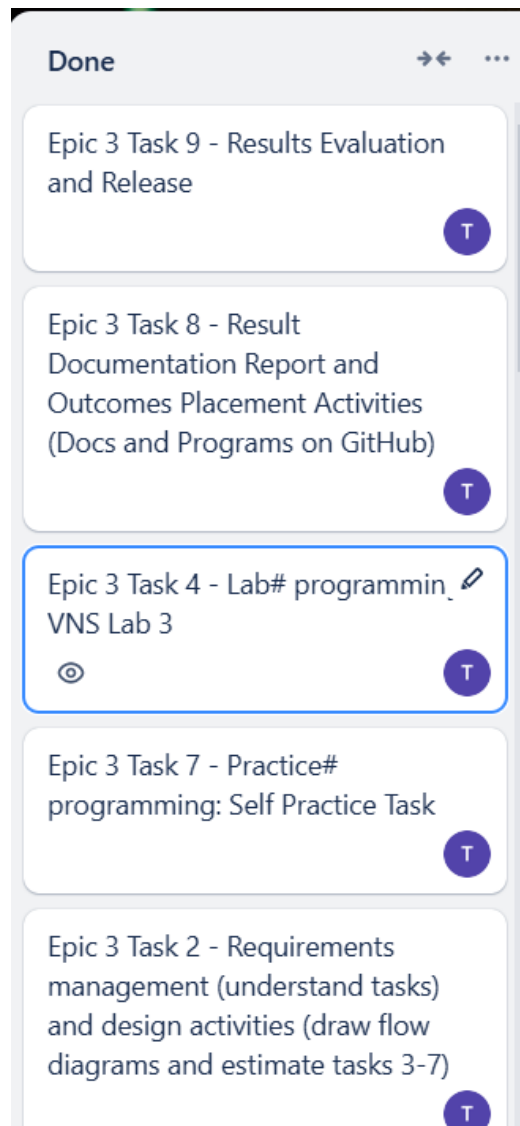 Done
Epic 3 Task 9 - Results Evaluation
and Release
T
Epic 3 Task 8 - Result
Documentation Report and
Outcomes Placement Activities
(Docs and Programs on GitHub)
T
Epic 3 Task 4 - Lab# programmin
VNS Lab 3
T
Epic 3 Task 7 - Practice#
programming: Self Practice Task
T
Epic 3 Task 2 - Requirements
management (understand tasks)
and design activities (draw flow
diagrams and estimate tasks 3-7)
T